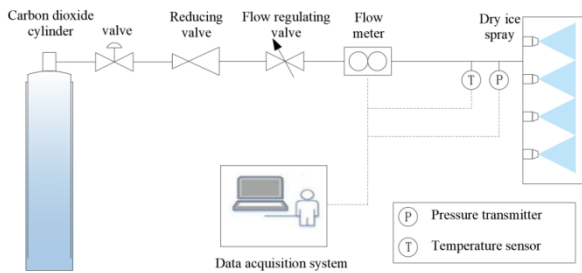 Carbon dioxide
cylinder
valve
Reducing
valve
Flow regulating
valve
Flow
meter
Dry ice
spray
T
P
Data acquisition system
P Pressure transmitter
T Temperature sensor